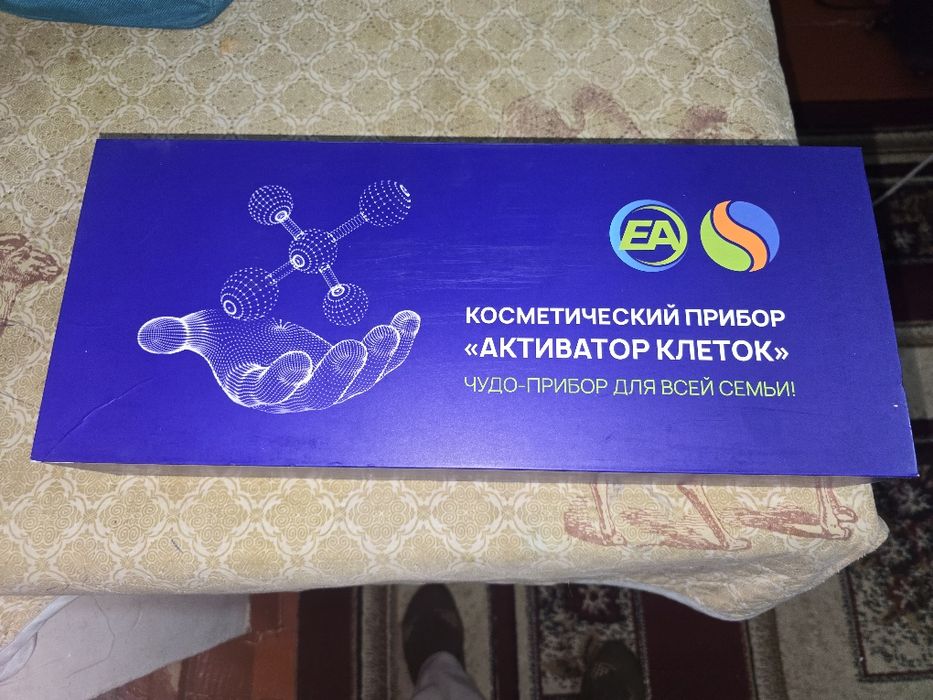 EA
КОСМЕТИЧЕСКИЙ ПРИБОР
«АКТИВАТОР КЛЕТОК»
ЧУДО-ПРИБОР ДЛЯ ВСЕЙ СЕМЬИ!